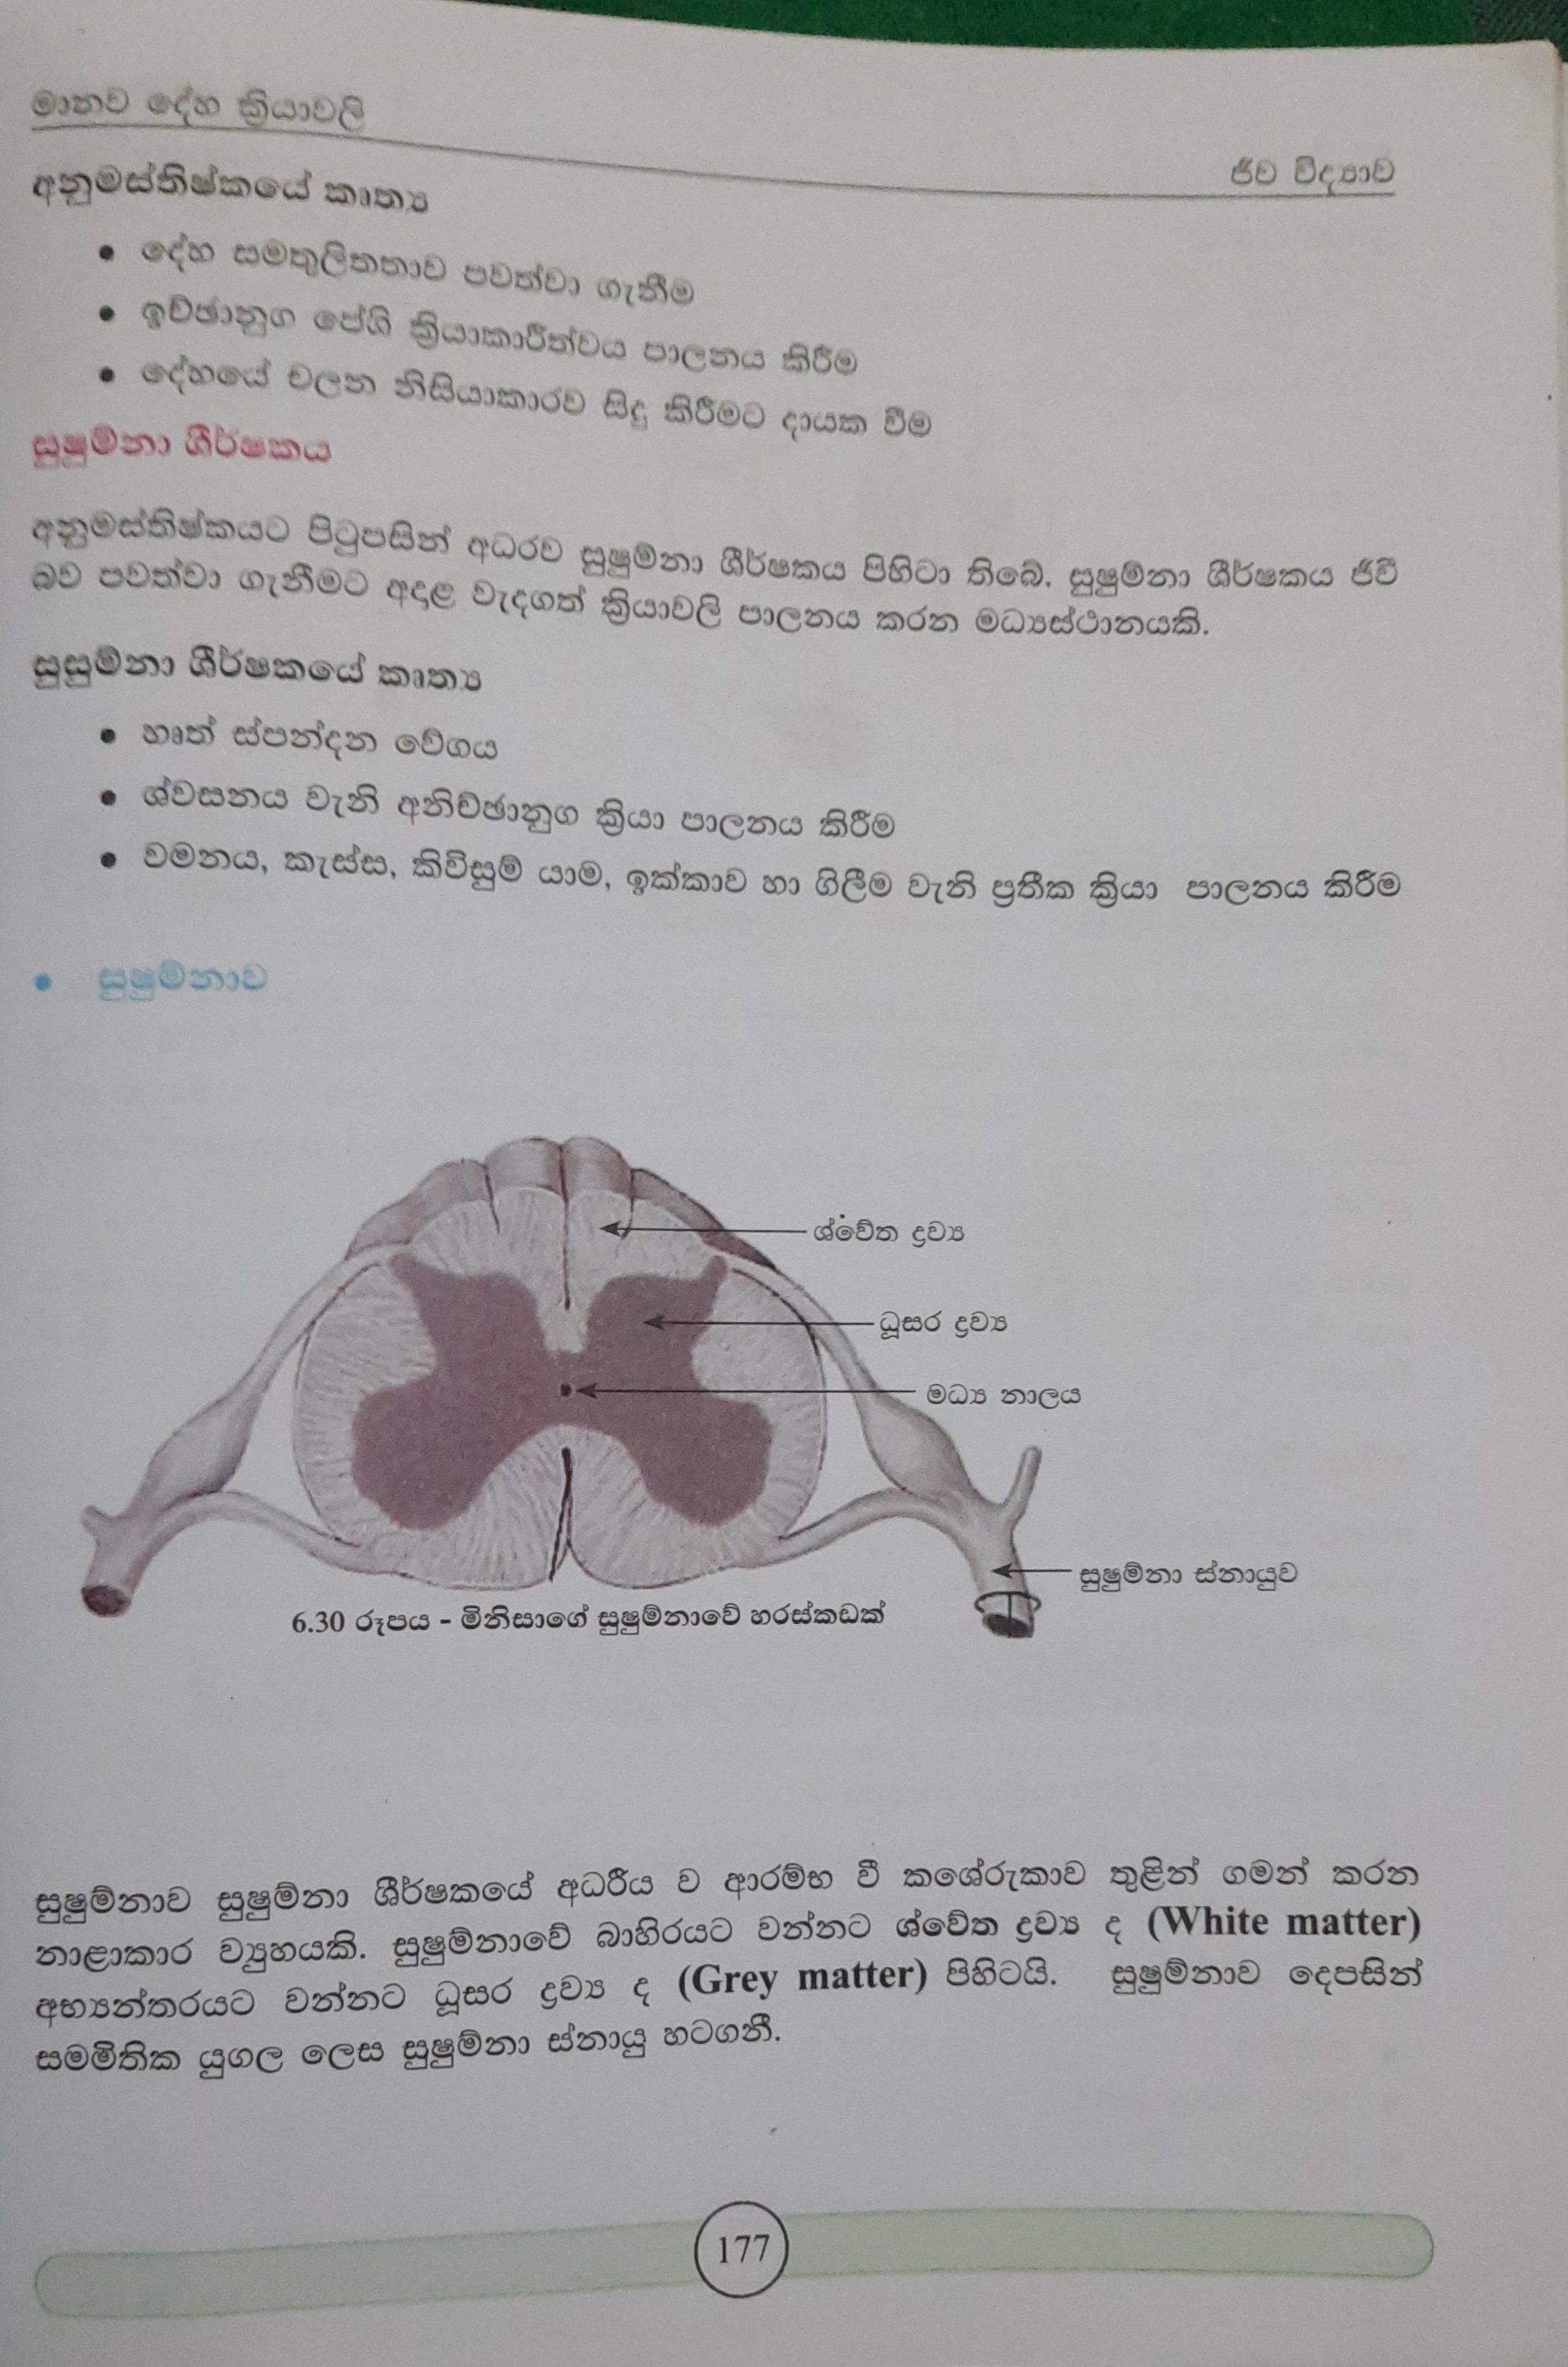 මානව දේහ ක්‍රියාවලි
ජීව විද්‍යාව
අනුමස්තිෂ්කයේ කෘත්‍ය
• දේහ සමතුලිතතාව පවත්වා ගැනීම
• ඉච්ඡානුග පේශි ක්‍රියාකාරීත්වය පාලනය කිරීම
• දේහයේ චලන නිසියාකාරව සිදු කිරීමට දායක වීම
සුෂුම්නා ශීර්ෂකය
අනුමස්තිෂ්කයට පිටුපසින් අධරව සුෂුම්නා ශීර්ෂකය පිහිටා තිබේ. සුෂුම්නා ශීර්ෂකය ජීවී
බව පවත්වා ගැනීමට අදාළ වැදගත් ක්‍රියාවලි පාලනය කරන මධ්‍යස්ථානයකි.
සුසුම්නා ශීර්ෂකයේ කෘත්‍ය
• හෘත් ස්පන්දන වේගය
• ශ්වසනය වැනි අනිච්ඡානුග ක්‍රියා පාලනය කිරීම
• වමනය, කැස්ස, කිවිසුම් යාම, ඉක්කාව හා ගිලීම වැනි ප්‍රතීක ක්‍රියා පාලනය කිරීම
• සුෂුම්නාව
ශ්වේත ද්‍රව්‍ය
ධූසර ද්‍රව්‍ය
මධ්‍ය නාලය
සුෂුම්නා ස්නායුව
6.30 රූපය - මිනිසාගේ සුෂුම්නාවේ හරස්කඩක්
සුෂුම්නාව සුෂුම්නා ශීර්ෂකයේ අධරීය ව ආරම්භ වී කශේරුකාව තුළින් ගමන් කරන
නාළාකාර ව්‍යුහයකි. සුෂුම්නාවේ බාහිරයට වන්නට ශ්වේත ද්‍රව්‍ය ද (White matter)
අභ්‍යන්තරයට වන්නට ධූසර ද්‍රව්‍ය ද (Grey matter) පිහිටයි. සුෂුම්නාව දෙපසින්
සමමිතික යුගල ලෙස සුෂුම්නා ස්නායු හටගනී.
177